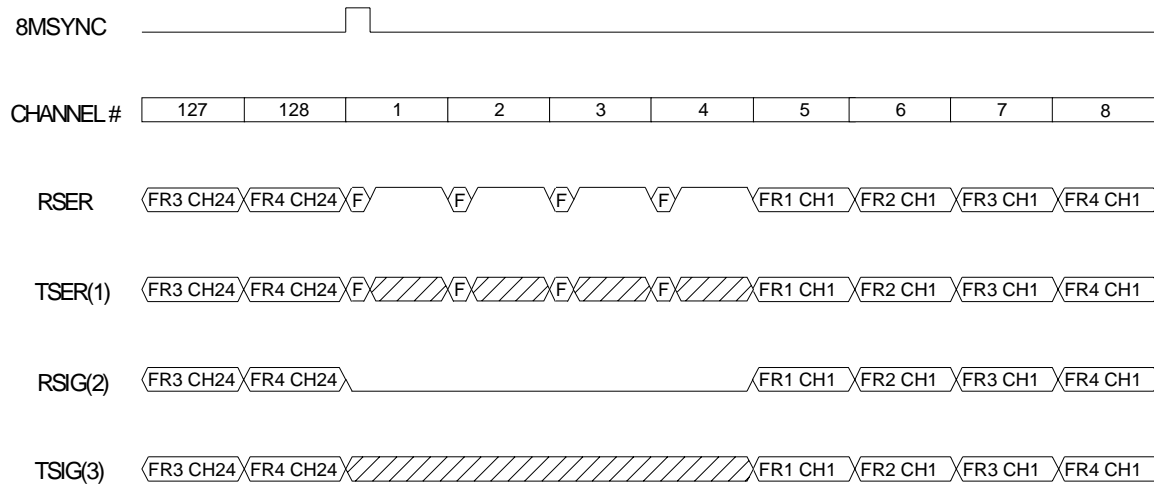 8MSYNC
CHANNEL # 127 128 1 2 3 4 5 6 7 8
RSER FR3 CH24 FR4 CH24 F F F F FR1 CH1 FR2 CH1 FR3 CH1 FR4 CH1
TSER(1) FR3 CH24 FR4 CH24 F F F F FR1 CH1 FR2 CH1 FR3 CH1 FR4 CH1
RSIG(2) FR3 CH24 FR4 CH24 FR1 CH1 FR2 CH1 FR3 CH1 FR4 CH1
TSIG(3) FR3 CH24 FR4 CH24 FR1 CH1 FR2 CH1 FR3 CH1 FR4 CH1